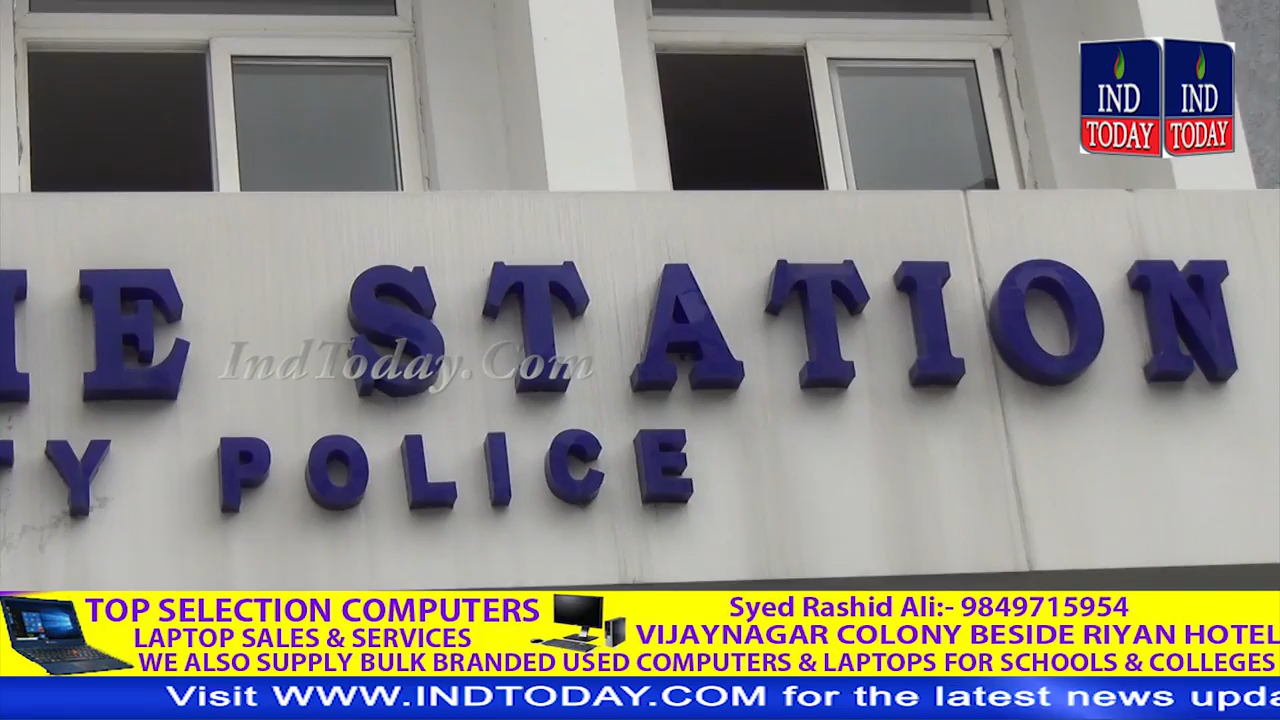 IND TODAY IND TODAY
ME STATION
IndToday.Com
TY POLICE
TOP SELECTION COMPUTERS
LAPTOP SALES & SERVICES
Syed Rashid Ali:- 9849715954
VIJAYNAGAR COLONY BESIDE RIYAN HOTEL
WE ALSO SUPPLY BULK BRANDED USED COMPUTERS & LAPTOPS FOR SCHOOLS & COLLEGES
Visit WWW.INDTODAY.COM for the latest news upda